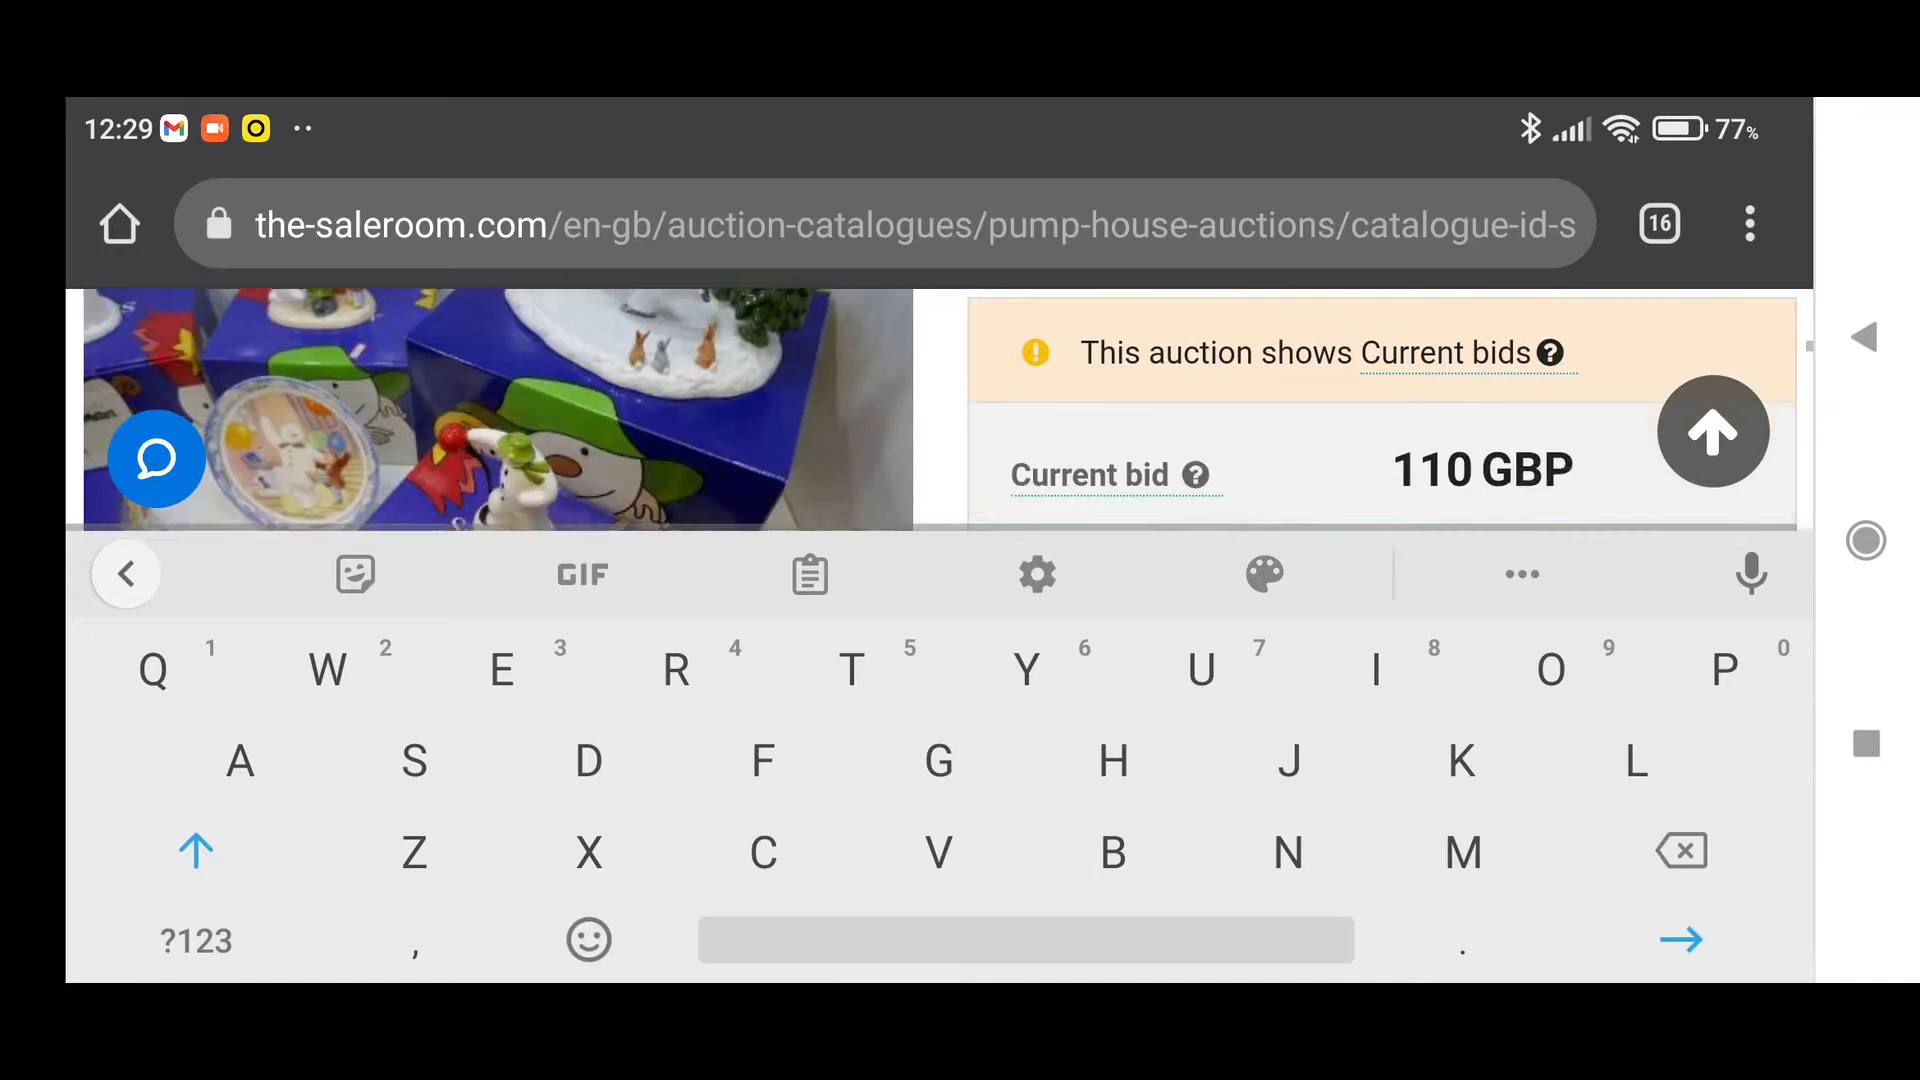 12:29
77%
the-saleroom.com/en-gb/auction-catalogues/pump-house-auctions/catalogue-id-s
16
This auction shows Current bids
Current bid
110 GBP
GIF
Q 1 W 2 E 3 R 4 T 5 Y 6 U 7 I 8 O 9 P 0
A S D F G H J K L
Z X C V B N M
?123 , .